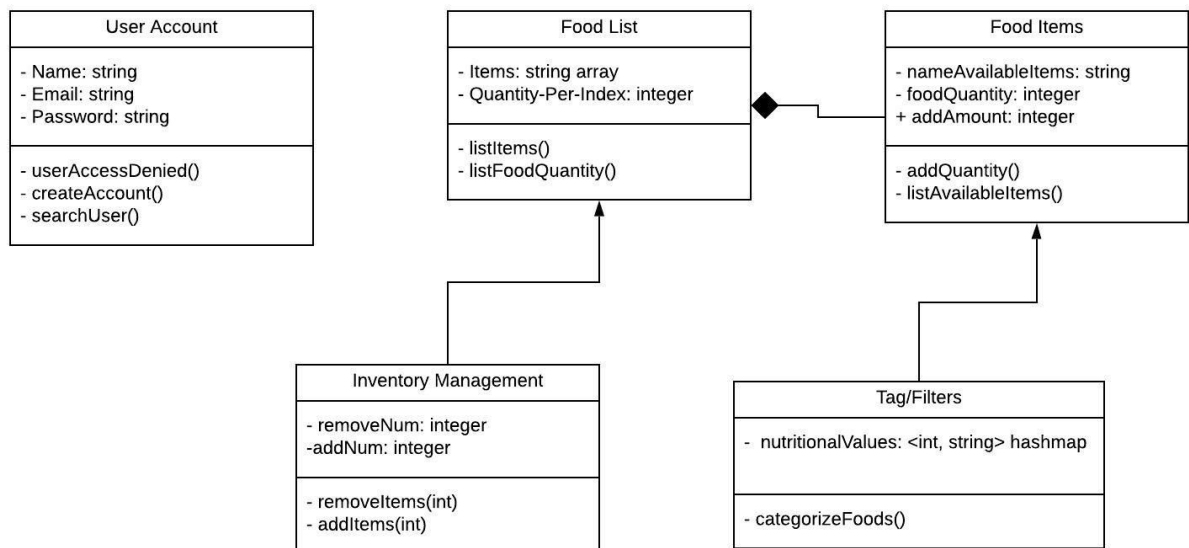 User Account
- Name: string
- Email: string
- Password: string
- userAccessDenied()
- createAccount()
- searchUser()
Food List
- Items: string array
- Quantity-Per-Index: integer
- listItems()
- listFoodQuantity()
Food Items
- nameAvailableItems: string
- foodQuantity: integer
+ addAmount: integer
- addQuantity()
- listAvailableItems()
Inventory Management
- removeNum: integer
-addNum: integer
- removeItems(int)
- addItems(int)
Tag/Filters
- nutritionalValues: <int, string> hashmap
- categorizeFoods()